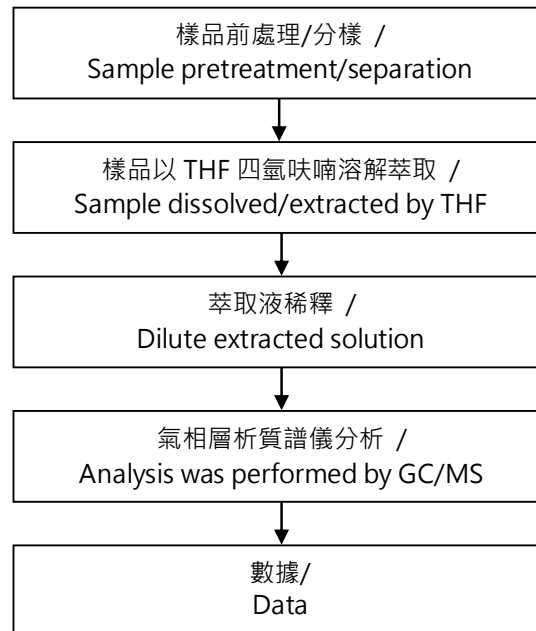 樣品前處理/分樣 /
Sample pretreatment/separation
樣品以 THF 四氫呋喃溶解萃取 /
Sample dissolved/extracted by THF
萃取液稀釋 /
Dilute extracted solution
氣相層析質譜儀分析 /
Analysis was performed by GC/MS
數據/
Data